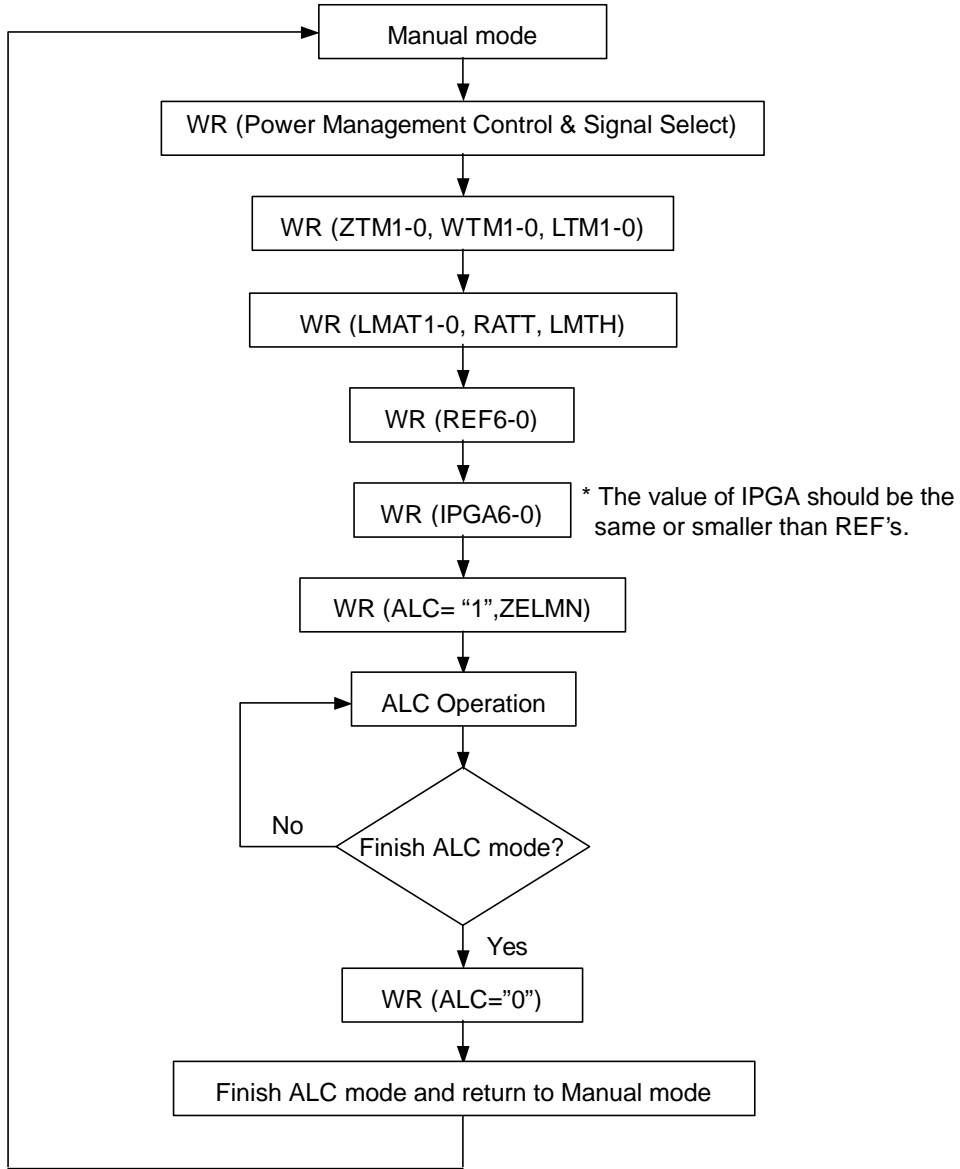 Manual mode
WR (Power Management Control & Signal Select)
WR (ZTM1-0, WTM1-0, LTM1-0)
WR (LMAT1-0, RATT, LMTH)
WR (REF6-0)
WR (IPGA6-0)
* The value of IPGA should be the
same or smaller than REF’s.
WR (ALC= “1”,ZELMN)
ALC Operation
No
Finish ALC mode?
Yes
WR (ALC=”0”)
Finish ALC mode and return to Manual mode